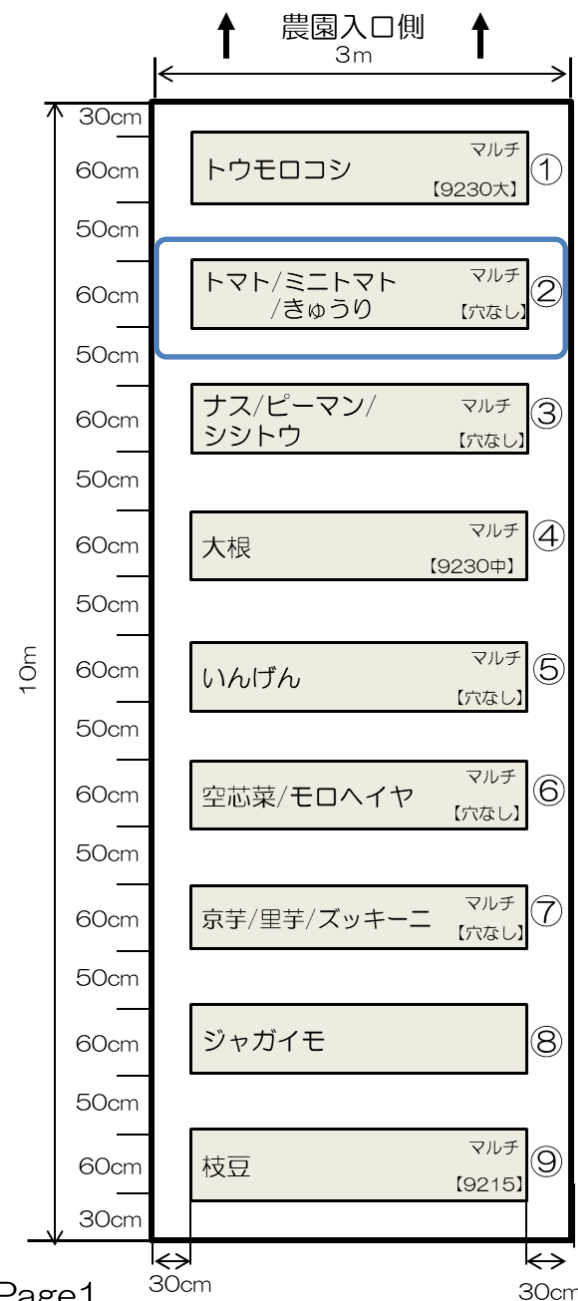 農園入口側
3m
30cm
60cm
トウモロコシ
マルチ
【9230大】
①
50cm
60cm
トマト/ミニトマト
/きゅうり
マルチ
【穴なし】
②
50cm
60cm
ナス/ピーマン/
シシトウ
マルチ
【穴なし】
③
50cm
60cm
大根
マルチ
【9230中】
④
50cm
10m
60cm
いんげん
マルチ
【穴なし】
⑤
50cm
60cm
空芯菜/モロヘイヤ
マルチ
【穴なし】
⑥
50cm
60cm
京芋/里芋/ズッキーニ
マルチ
【穴なし】
⑦
50cm
60cm
ジャガイモ
⑧
50cm
60cm
枝豆
マルチ
【9215】
⑨
30cm
Page1
30cm
30cm